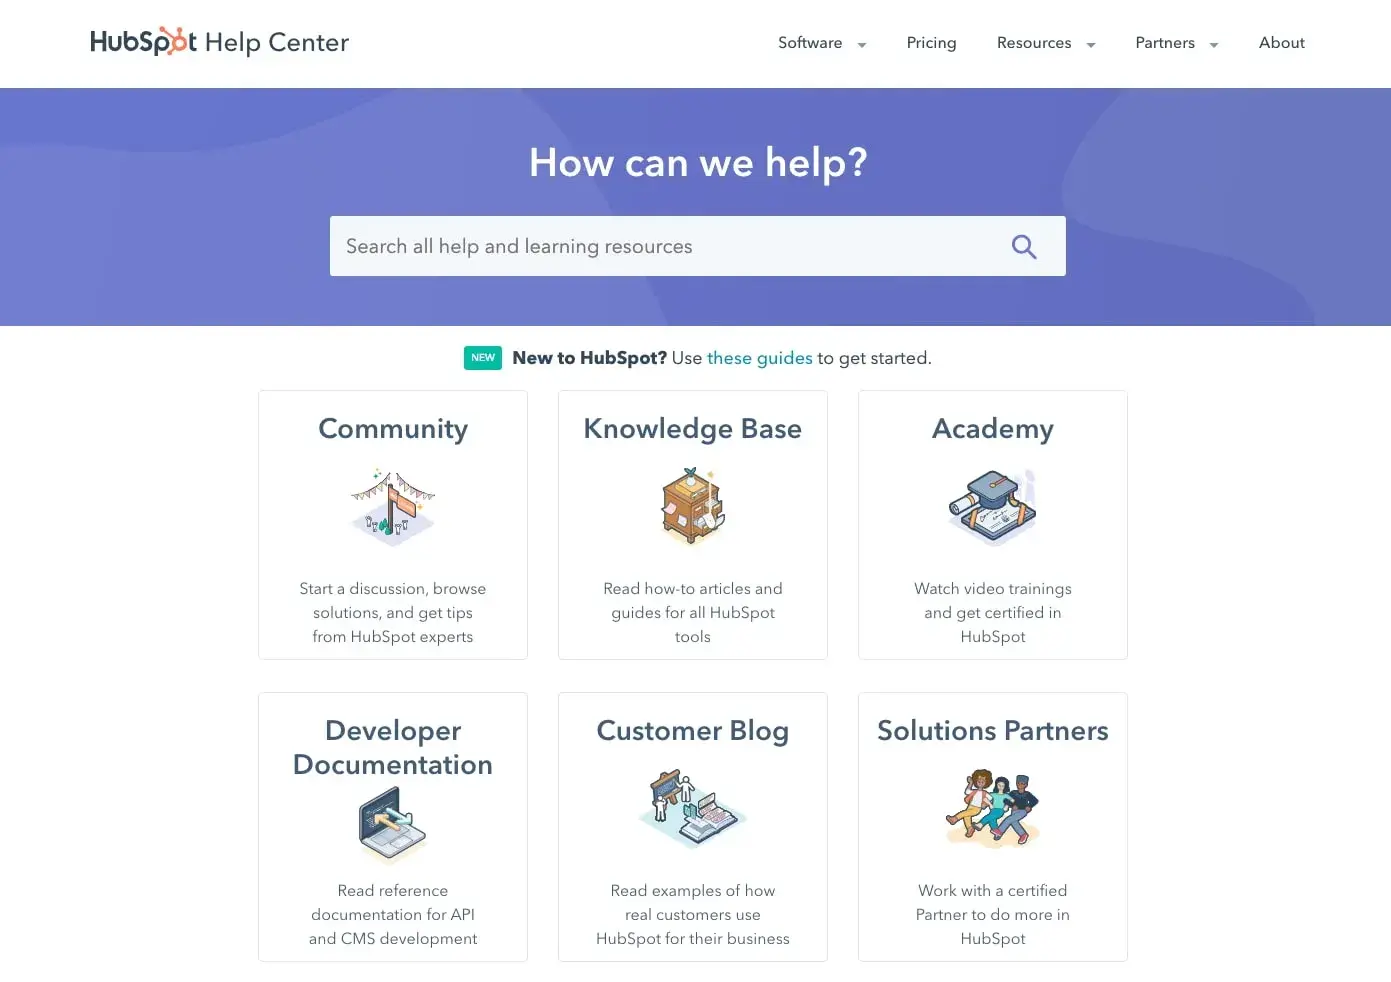 HubSpot Help Center
Software
Pricing
Resources
Partners
About
How can we help?
Search all help and learning resources
NEW New to HubSpot? Use these guides to get started.
Community
Start a discussion, browse
solutions, and get tips
from HubSpot experts
Knowledge Base
Read how-to articles and
guides for all HubSpot
tools
Academy
Watch video trainings
and get certified in
HubSpot
Developer
Documentation
Read reference
documentation for API
and CMS development
Customer Blog
Read examples of how
real customers use
HubSpot for their business
Solutions Partners
Work with a certified
Partner to do more in
HubSpot